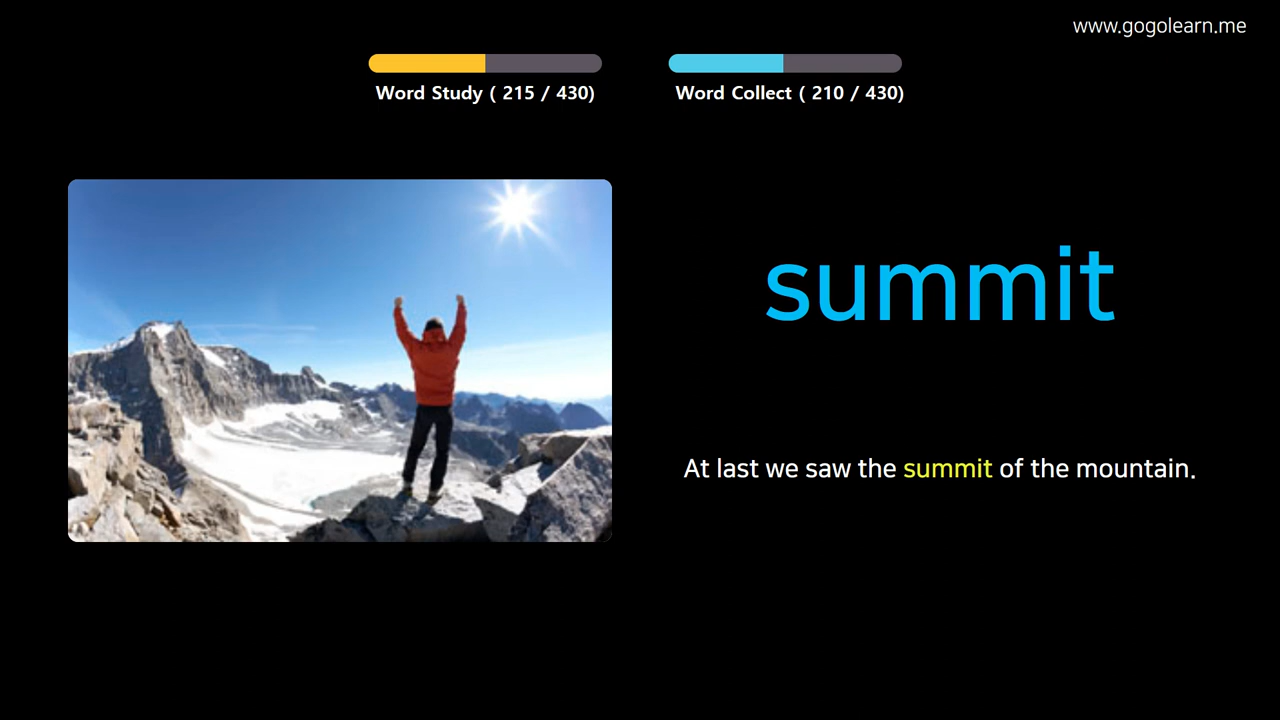 www.gogolearn.me
Word Study ( 215 / 430)
Word Collect ( 210 / 430)
summit
At last we saw the summit of the mountain.